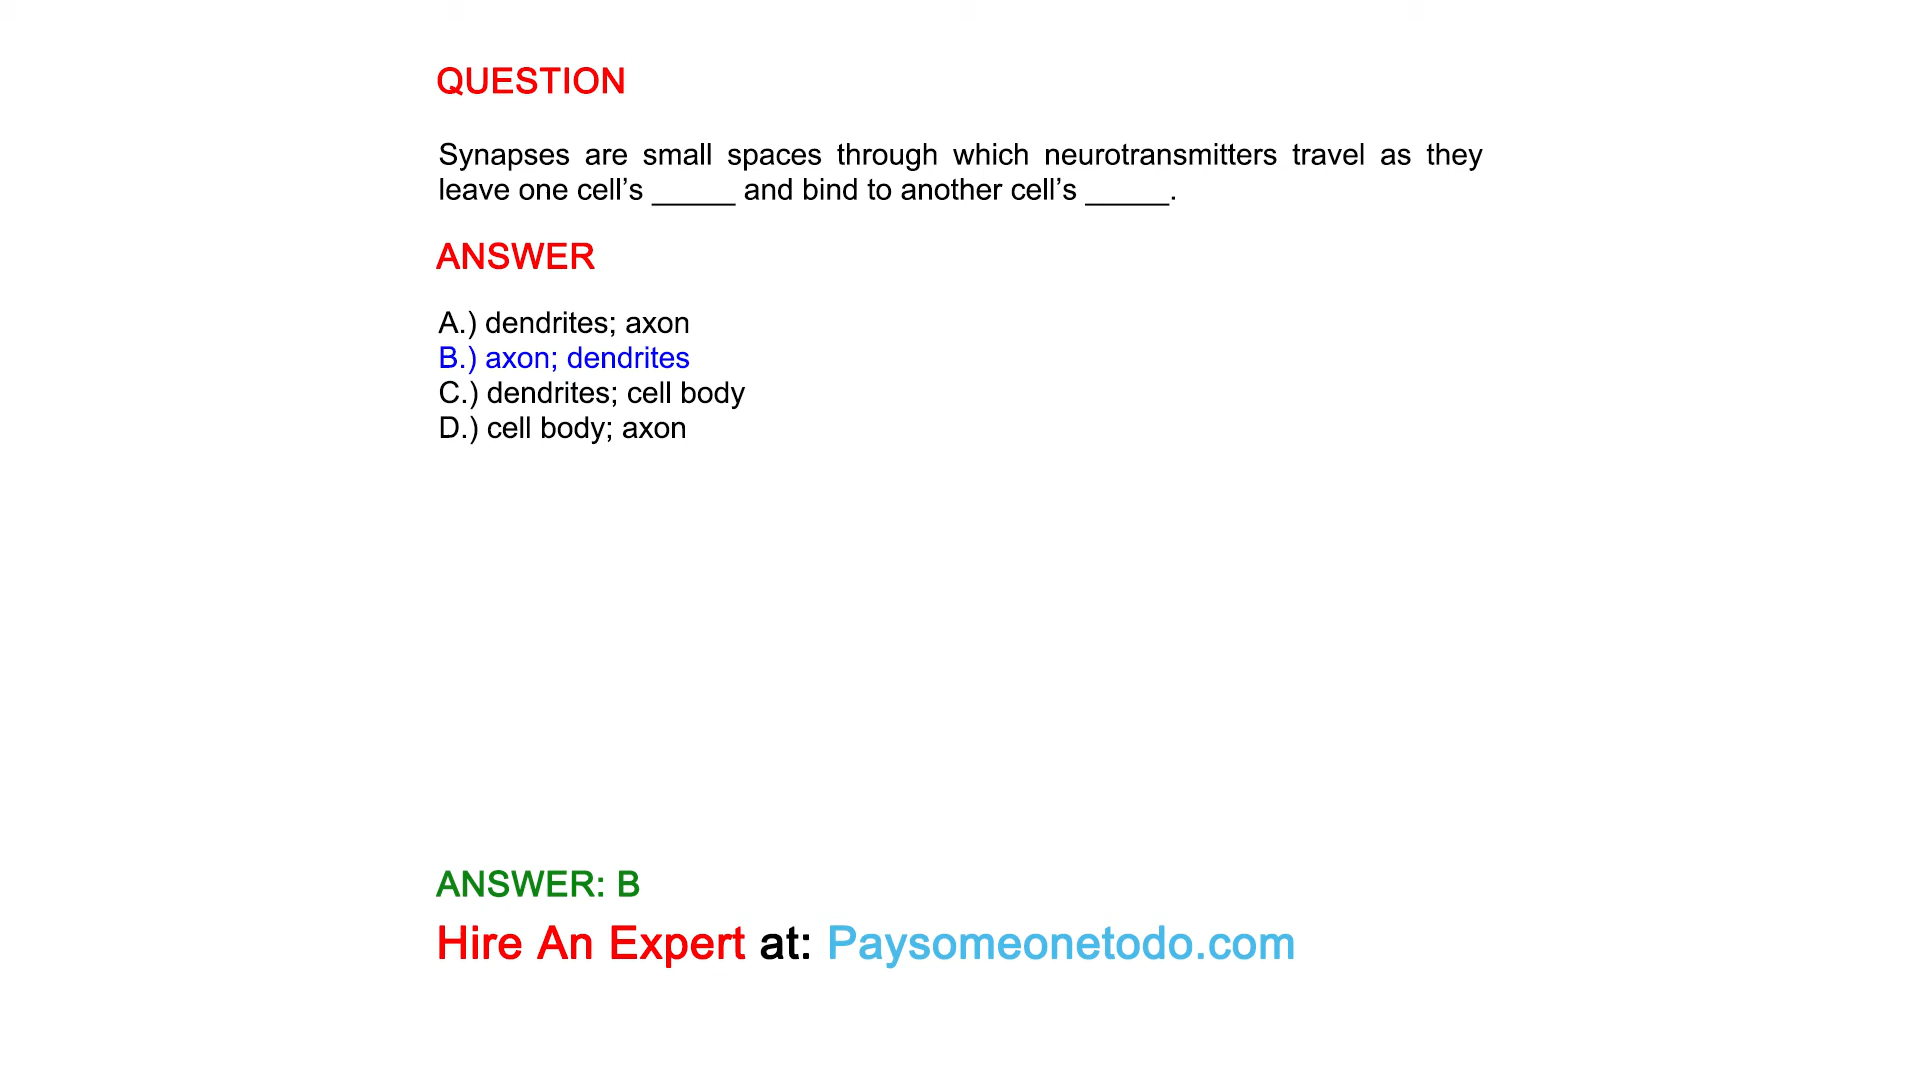 QUESTION
Synapses are small spaces through which neurotransmitters travel as they
leave one cell’s _____ and bind to another cell’s _____.
ANSWER
A.) dendrites; axon
B.) axon; dendrites
C.) dendrites; cell body
D.) cell body; axon
ANSWER: B
Hire An Expert at: Paysomeonetodo.com